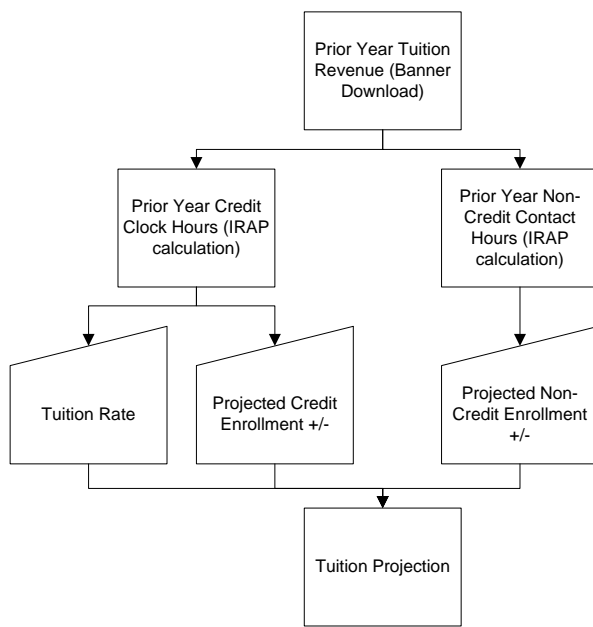 Prior Year Tuition
Revenue (Banner
Download)
Prior Year Credit
Clock Hours (IRAP
calculation)
Prior Year Non-
Credit Contact
Hours (IRAP
calculation)
Tuition Rate
Projected Credit
Enrollment +/-
Projected Non-
Credit Enrollment
+/-
Tuition Projection